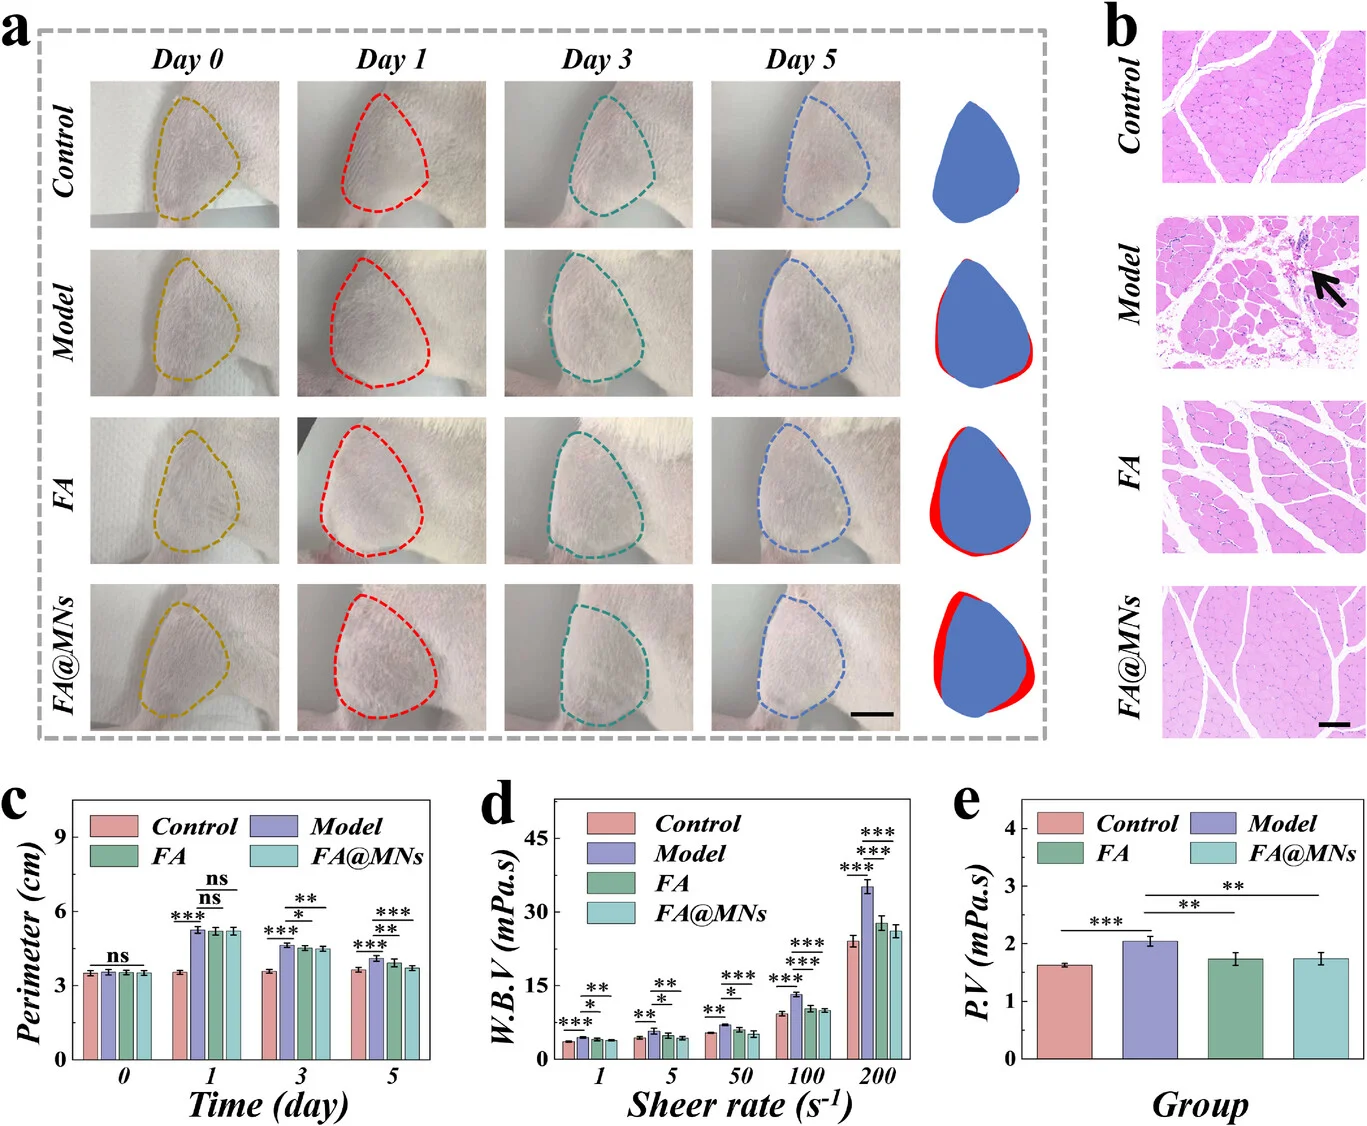 a
Day 0 Day 1 Day 3 Day 5
Control
Model
FA
FA@MNs
b
Control
Model
FA
FA@MNs
c
Control Model
FA FA@MNs
Perimeter (cm)
9
6
3
0
ns
*** ns ns
*** * **
*** ** ***
0 1 3 5
Time (day)
d
Control
Model
FA
FA@MNs
W.B.V (mPa.s)
45
30
15
0
*** * **
** * **
** * ***
*** *** ***
*** *** ***
1 5 50 100 200
Sheer rate (s-1)
e
Control Model
FA FA@MNs
P.V (mPa.s)
4
3
2
1
0
*** ** **
Group